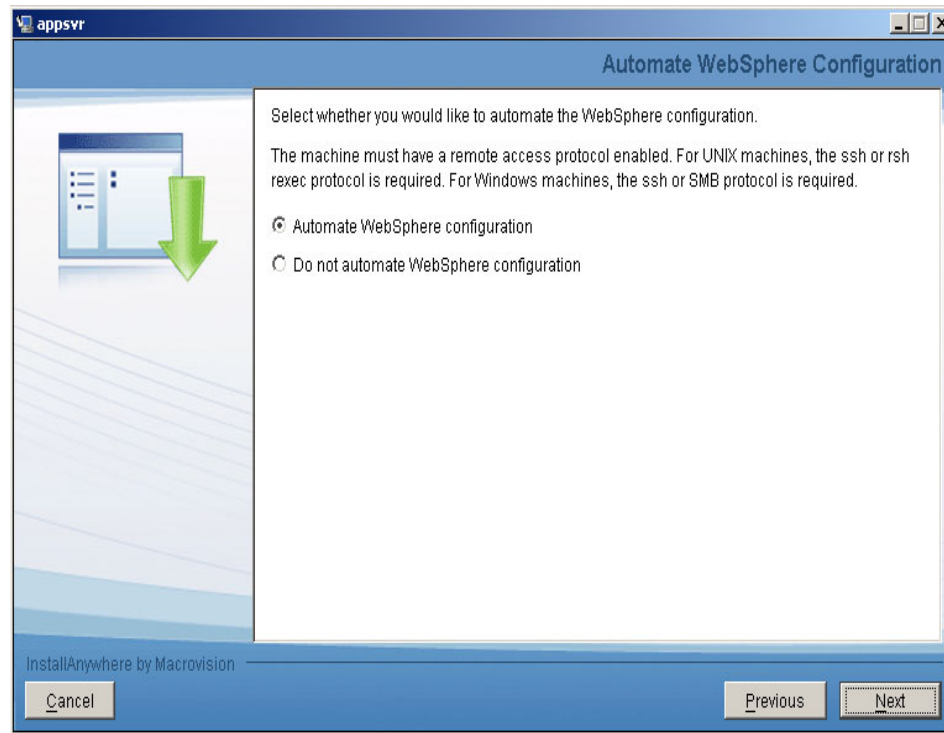 appsvr
Automate WebSphere Configuration
Select whether you would like to automate the WebSphere configuration.
The machine must have a remote access protocol enabled. For UNIX machines, the ssh or rsh
rexec protocol is required. For Windows machines, the ssh or SMB protocol is required.
Automate WebSphere configuration
Do not automate WebSphere configuration
InstallAnywhere by Macrovision
Cancel
Previous
Next